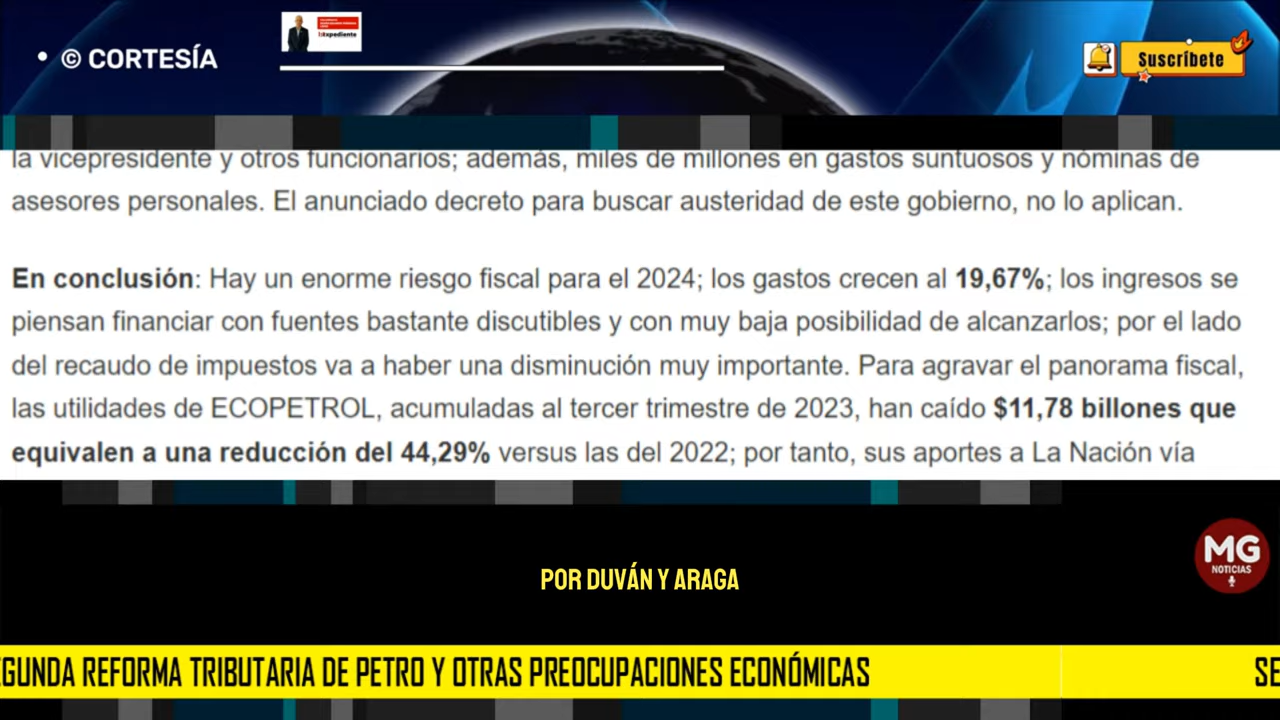 • © CORTESÍA
Suscríbete
la vicepresidente y otros funcionarios; además, miles de millones en gastos suntuosos y nóminas de
asesores personales. El anunciado decreto para buscar austeridad de este gobierno, no lo aplican.
En conclusión: Hay un enorme riesgo fiscal para el 2024; los gastos crecen al 19,67%; los ingresos se
piensan financiar con fuentes bastante discutibles y con muy baja posibilidad de alcanzarlos; por el lado
del recaudo de impuestos va a haber una disminución muy importante. Para agravar el panorama fiscal,
las utilidades de ECOPETROL, acumuladas al tercer trimestre de 2023, han caído $11,78 billones que
equivalen a una reducción del 44,29% versus las del 2022; por tanto, sus aportes a La Nación vía
MG
NOTICIAS
POR DUVÁN Y ARAGA
EGUNDA REFORMA TRIBUTARIA DE PETRO Y OTRAS PREOCUPACIONES ECONÓMICAS SE